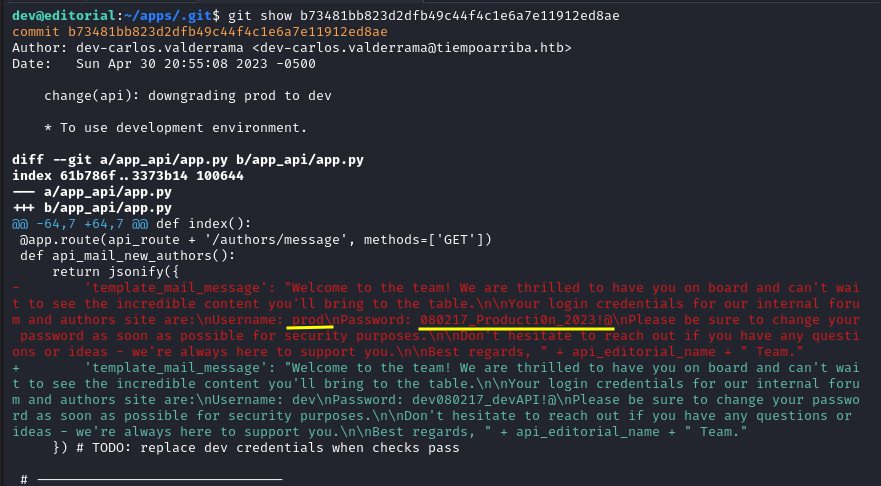 dev@editorial:~/apps/.git$ git show b73481bb823d2dfb49c44f4c1e6a7e11912ed8ae
commit b73481bb823d2dfb49c44f4c1e6a7e11912ed8ae
Author: dev-carlos.valderrama <dev-carlos.valderrama@tiempoarriba.htb>
Date:   Sun Apr 30 20:55:08 2023 -0500
    change(api): downgrading prod to dev
    * To use development environment.
diff --git a/app_api/app.py b/app_api/app.py
index 61b786f..3373b14 100644
--- a/app_api/app.py
+++ b/app_api/app.py
@@ -64,7 +64,7 @@ def index():
 @app.route(api_route + '/authors/message', methods=['GET'])
 def api_mail_new_authors():
     return jsonify({
-        'template_mail_message': "Welcome to the team! We are thrilled to have you on board and can't wai
t to see the incredible content you'll bring to the table.\n\nYour login credentials for our internal foru
m and authors site are:\nUsername: prod\nPassword: 080217_Producti0n_2023!@\nPlease be sure to change your
 password as soon as possible for security purposes.\n\nDon't hesitate to reach out if you have any questi
ons or ideas - we're always here to support you.\n\nBest regards, " + api_editorial_name + " Team."
+        'template_mail_message': "Welcome to the team! We are thrilled to have you on board and can't wai
t to see the incredible content you'll bring to the table.\n\nYour login credentials for our internal foru
m and authors site are:\nUsername: dev\nPassword: dev080217_devAPI!@\nPlease be sure to change your passwo
rd as soon as possible for security purposes.\n\nDon't hesitate to reach out if you have any questions or
ideas - we're always here to support you.\n\nBest regards, " + api_editorial_name + " Team."
     }) # TODO: replace dev credentials when checks pass
 # -------------------------------